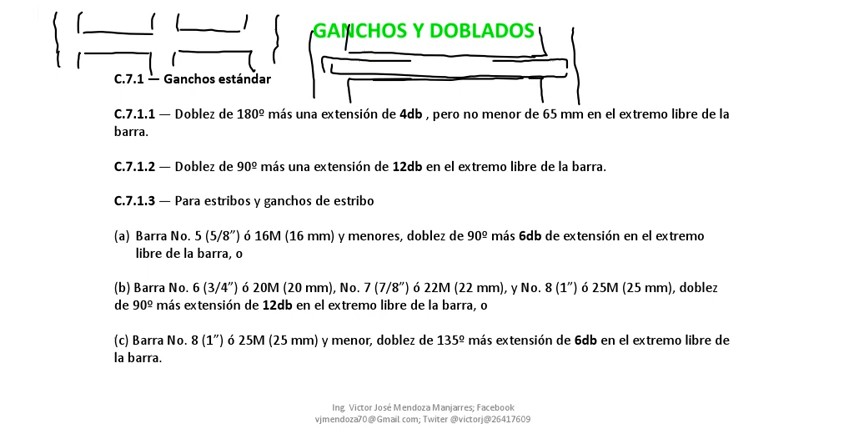 GANCHOS Y DOBLADOS
C.7.1 — Ganchos estándar
C.7.1.1 — Doblez de 180º más una extensión de 4db , pero no menor de 65 mm en el extremo libre de la
barra.
C.7.1.2 — Doblez de 90º más una extensión de 12db en el extremo libre de la barra.
C.7.1.3 — Para estribos y ganchos de estribo
(a) Barra No. 5 (5/8”) ó 16M (16 mm) y menores, doblez de 90º más 6db de extensión en el extremo
libre de la barra, o
(b) Barra No. 6 (3/4”) ó 20M (20 mm), No. 7 (7/8”) ó 22M (22 mm), y No. 8 (1”) ó 25M (25 mm), doblez
de 90º más extensión de 12db en el extremo libre de la barra, o
(c) Barra No. 8 (1”) ó 25M (25 mm) y menor, doblez de 135º más extensión de 6db en el extremo libre de
la barra.
Ing. Victor José Mendoza Manjarres; Facebook
vjmendoza70@Gmail.com; Twiter @victorj@26417609